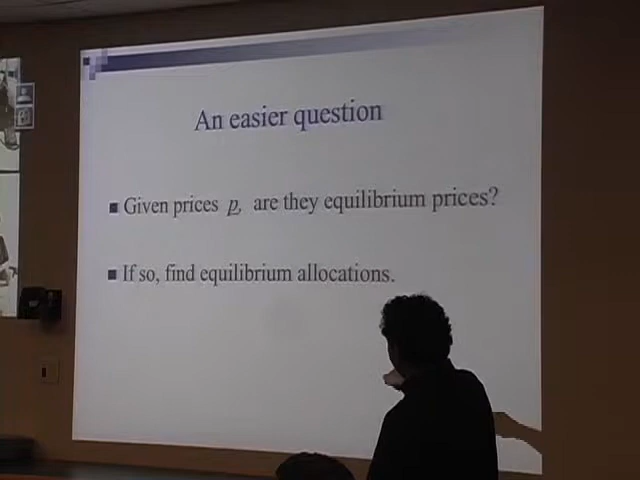 An easier question
Given prices p, are they equilibrium prices?
If so, find equilibrium allocations.